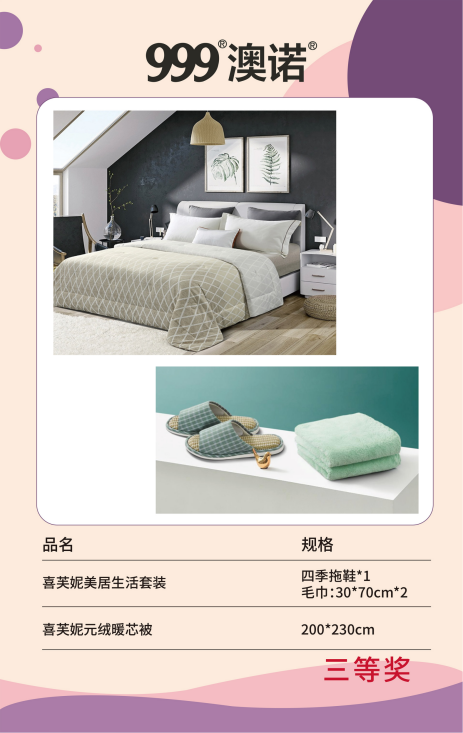 999® 澳诺®
品名 规格
喜芙妮美居生活套装 四季拖鞋*1
毛巾:30*70cm*2
喜芙妮元绒暖芯被 200*230cm
三等奖